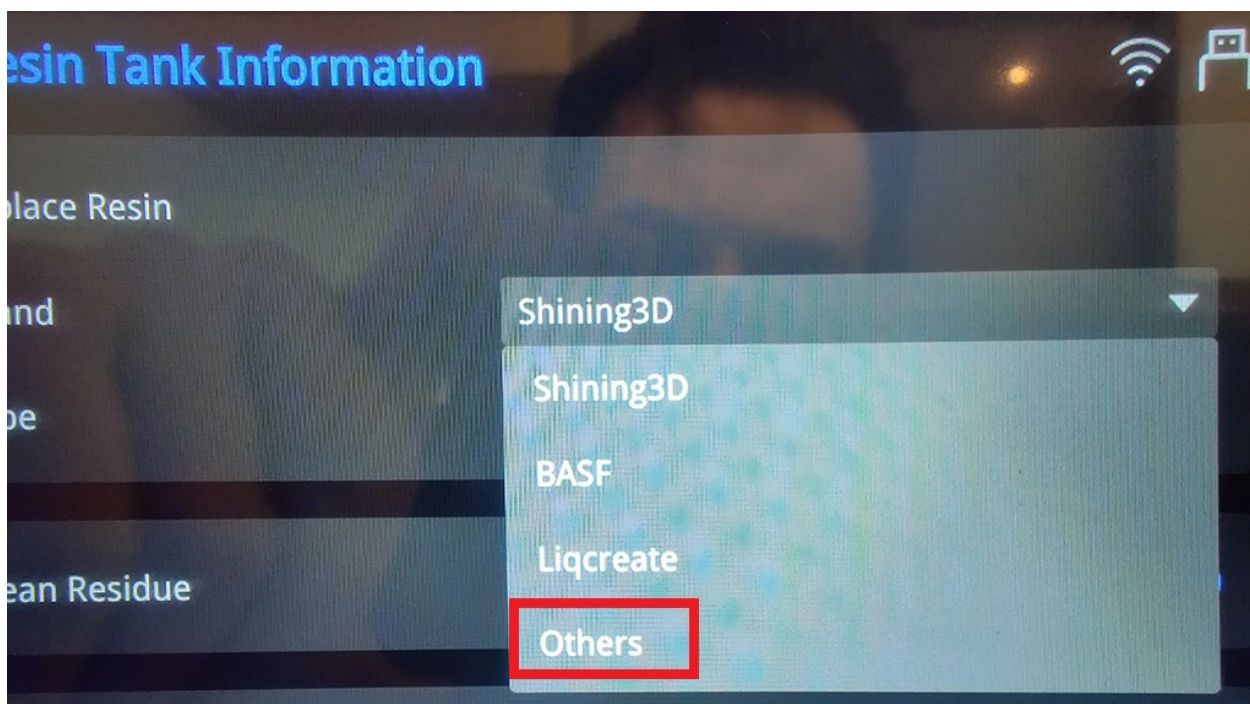 esin Tank Information
place Resin
and
Shining3D
pe
Shining3D
BASF
Liqcreate
ean Residue
Others